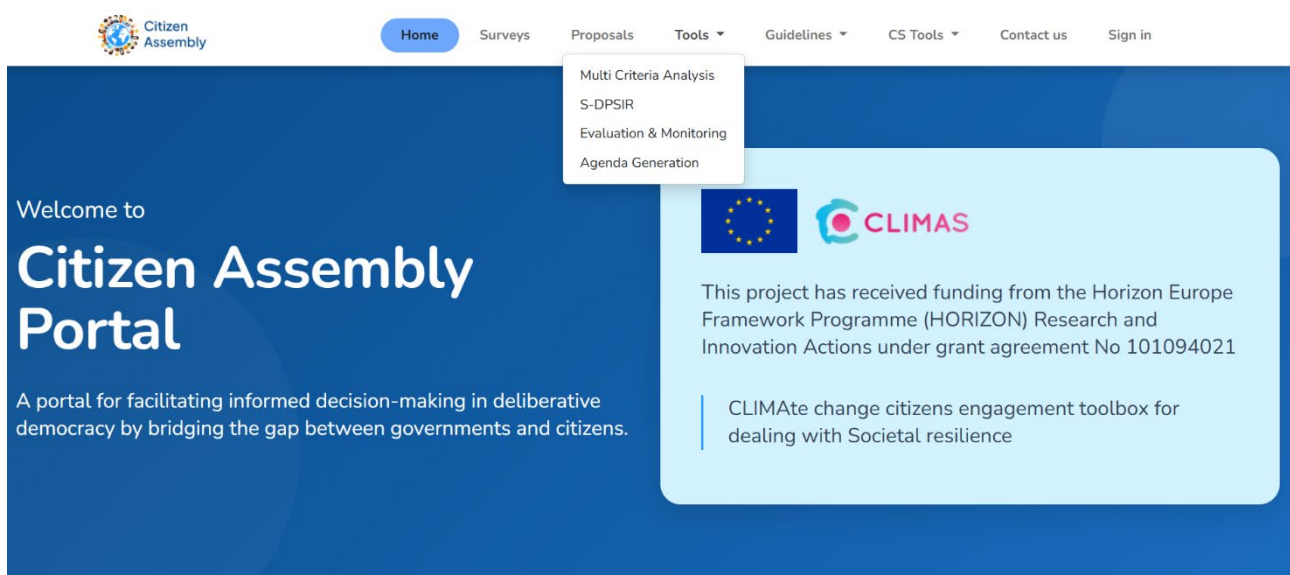 Citizen
Assembly
Home Surveys Proposals Tools Guidelines CS Tools Contact us Sign in
Multi Criteria Analysis
S-DPSIR
Evaluation & Monitoring
Agenda Generation
Welcome to
Citizen Assembly
Portal
A portal for facilitating informed decision-making in deliberative
democracy by bridging the gap between governments and citizens.
CLIMAS
This project has received funding from the Horizon Europe
Framework Programme (HORIZON) Research and
Innovation Actions under grant agreement No 101094021
CLIMAte change citizens engagement toolbox for
dealing with Societal resilience